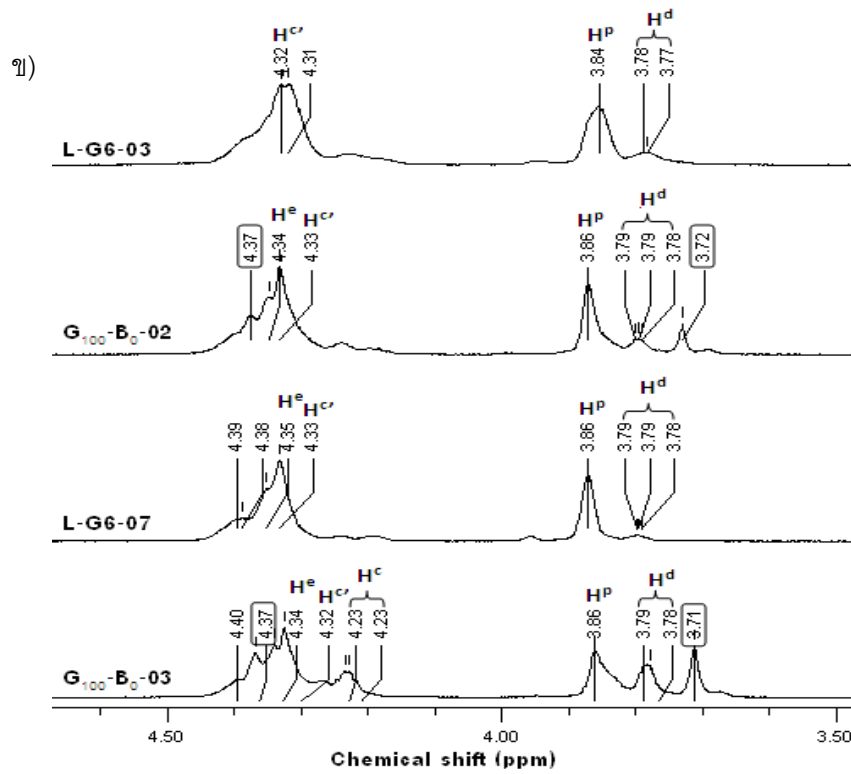 ข)
Hᶜ’ Hᵖ Hᵈ
4.32 4.31 3.84 3.78 3.77
L-G6-03
Hᵉ Hᶜ’ Hᵖ Hᵈ
4.37 4.34 4.33 3.86 3.79 3.79 3.78 3.72
G₁₀₀-B₀-02
Hᵉ Hᶜ’ Hᵖ Hᵈ
4.39 4.38 4.35 4.33 3.86 3.79 3.79 3.78
L-G6-07
Hᵉ Hᶜ’ Hᶜ Hᵖ Hᵈ
4.40 4.37 4.34 4.32 4.23 4.23 3.86 3.79 3.78 3.71
G₁₀₀-B₀-03
4.50 4.00 3.50
Chemical shift (ppm)